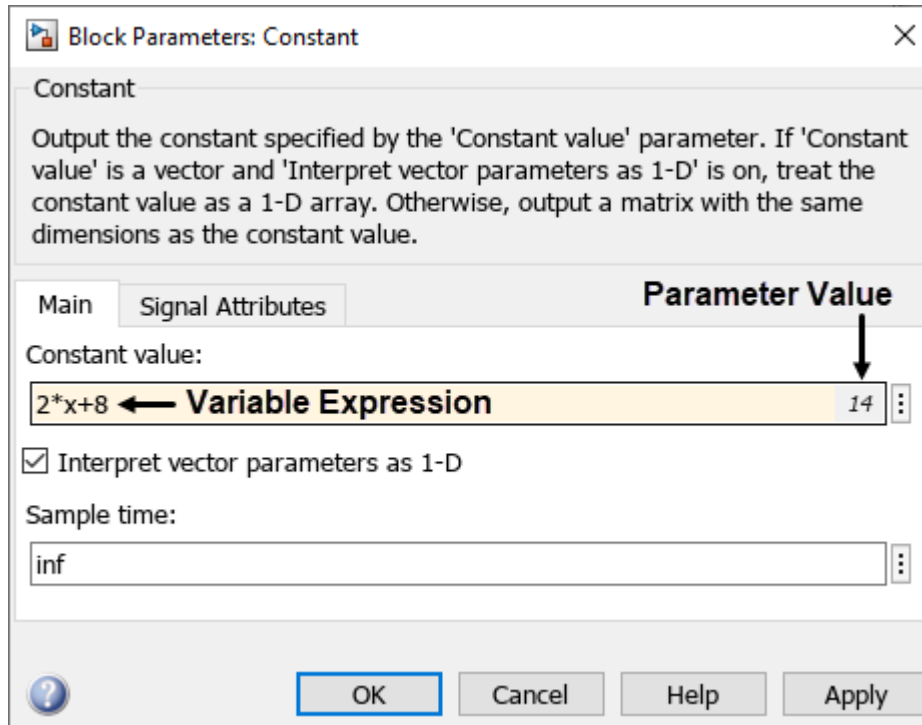 Block Parameters: Constant
Constant
Output the constant specified by the 'Constant value' parameter. If 'Constant
value' is a vector and 'Interpret vector parameters as 1-D' is on, treat the
constant value as a 1-D array. Otherwise, output a matrix with the same
dimensions as the constant value.
Main Signal Attributes Parameter Value
Constant value:
2*x+8 Variable Expression 14
Interpret vector parameters as 1-D
Sample time:
inf
? OK Cancel Help Apply